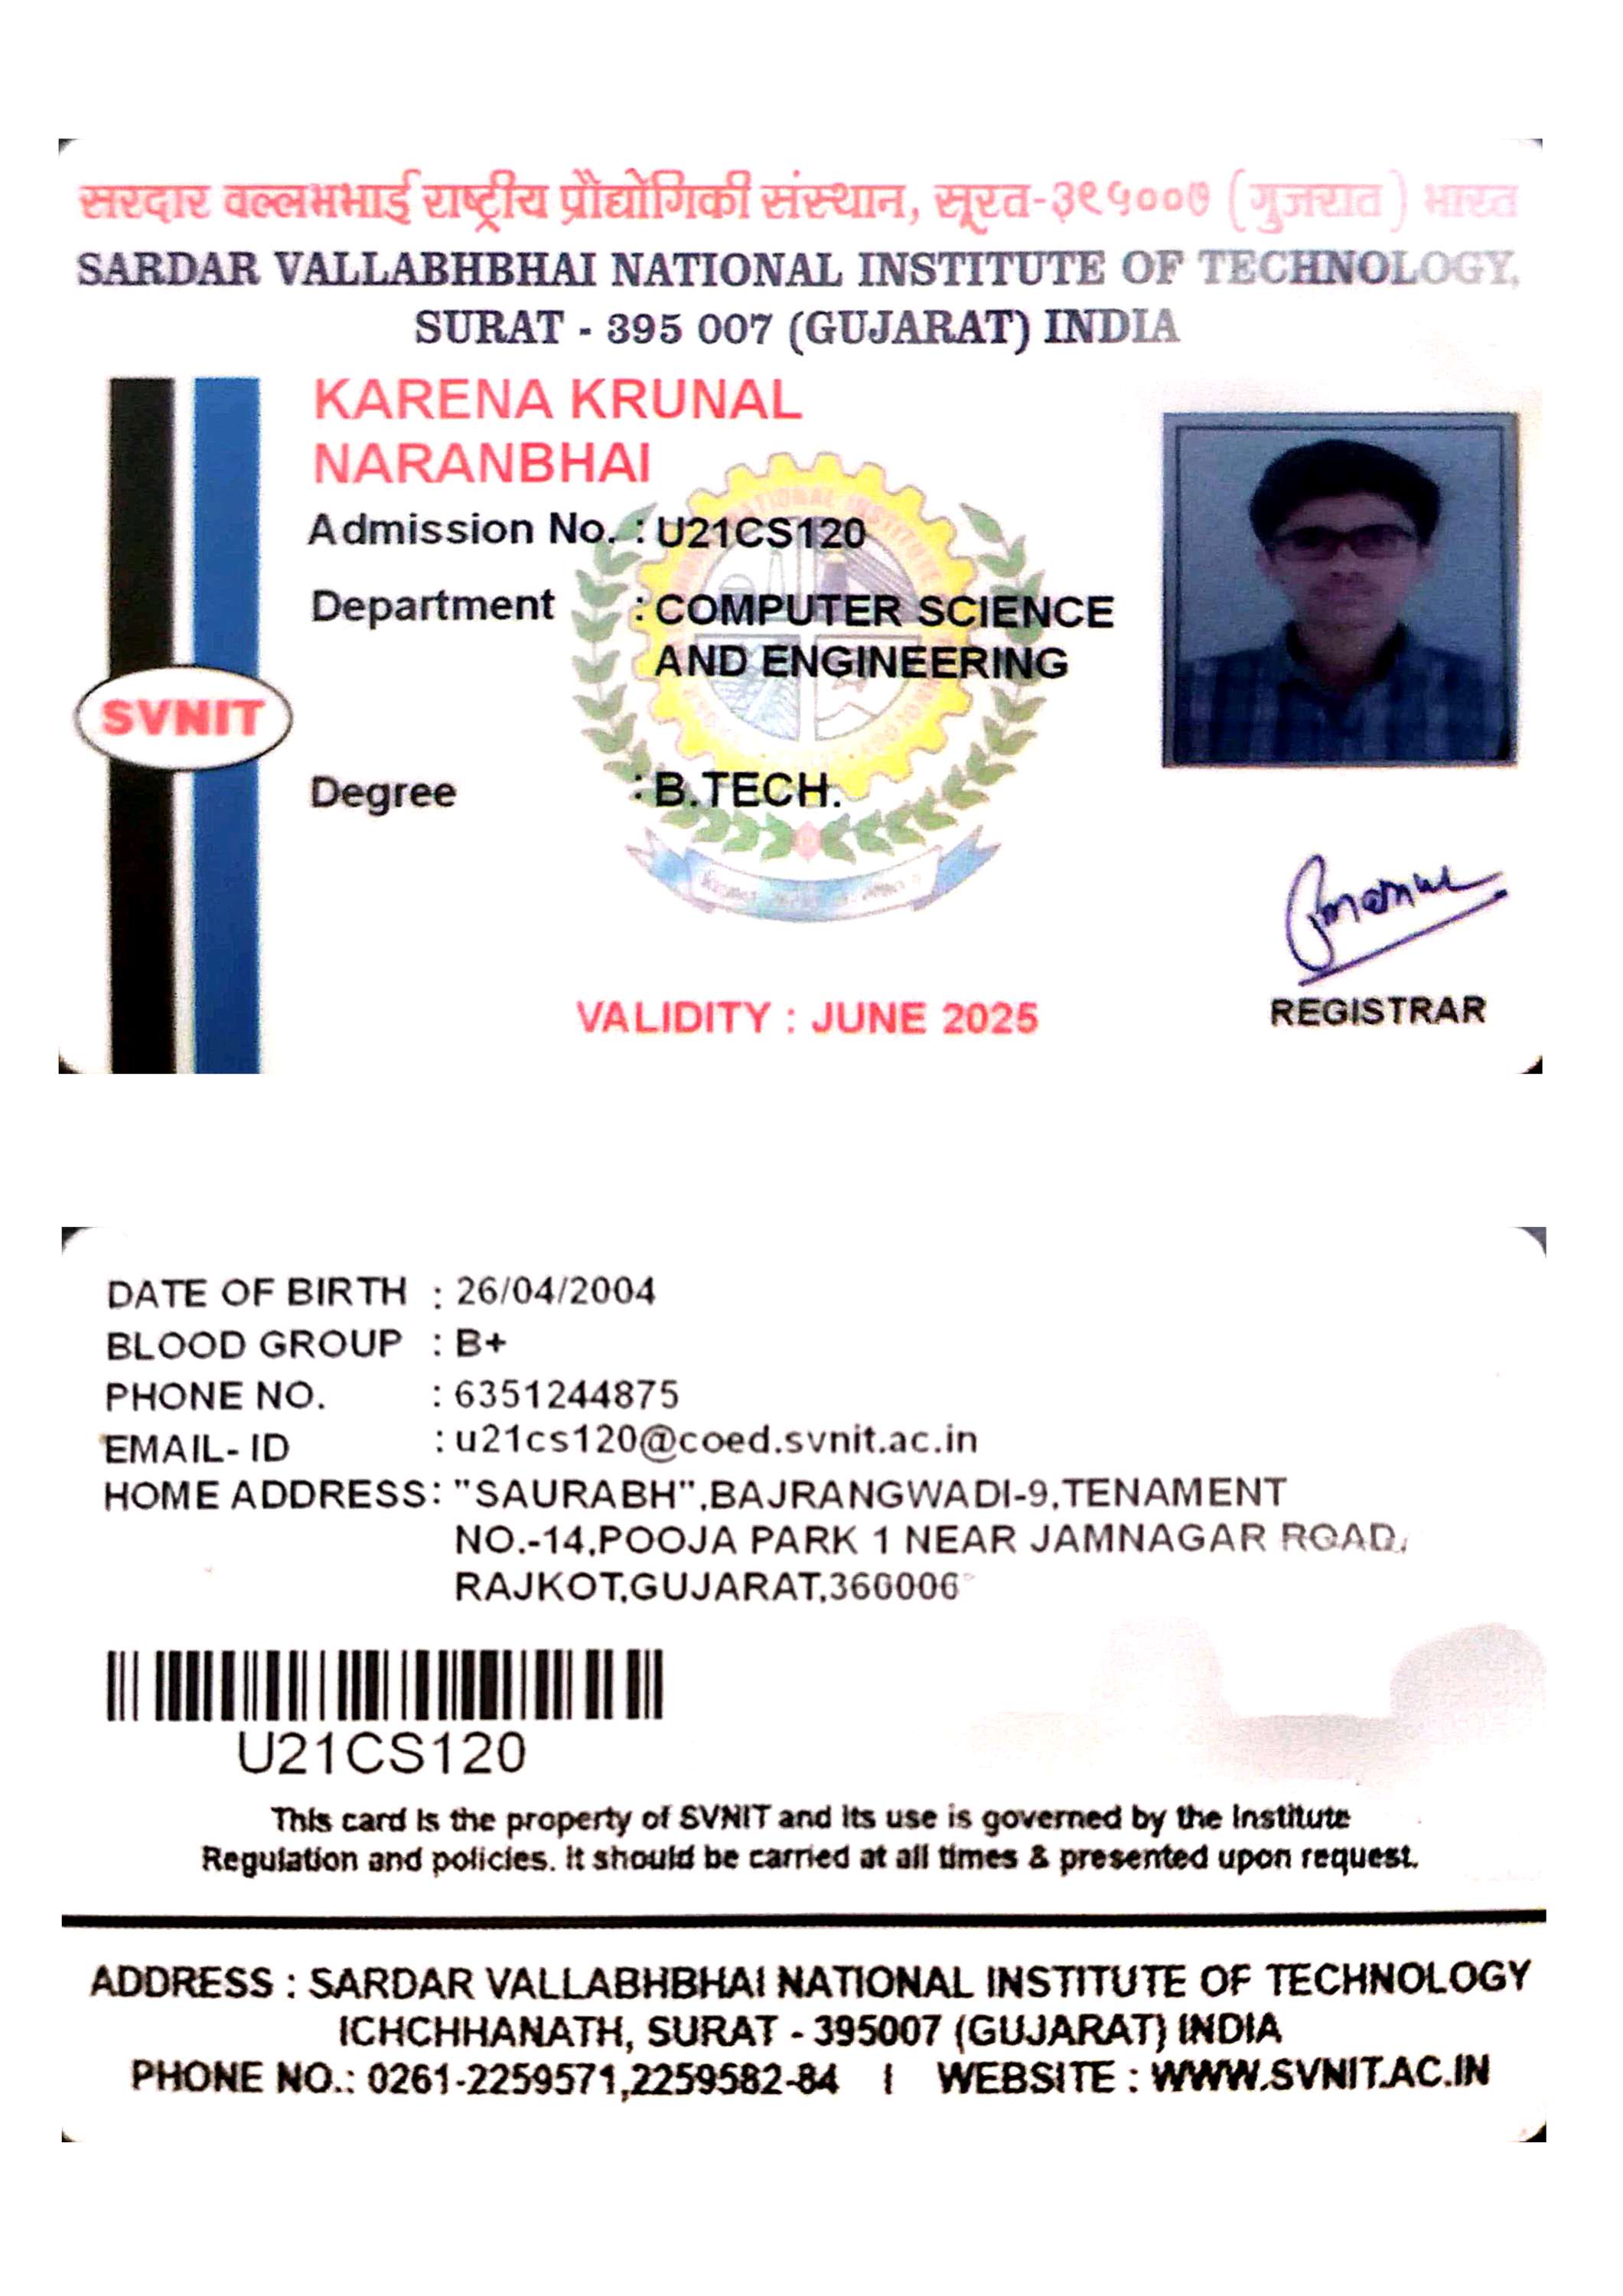 सरदार वल्लभभाई राष्ट्रीय प्रौद्योगिकी संस्थान, सूरत-३९५००७ (गुजरात) भारत
SARDAR VALLABHBHAI NATIONAL INSTITUTE OF TECHNOLOGY,
SURAT - 395 007 (GUJARAT) INDIA
KARENA KRUNAL
NARANBHAI
Admission No. : U21CS120
Department : COMPUTER SCIENCE
AND ENGINEERING
SVNIT
Degree : B.TECH.
VALIDITY : JUNE 2025
REGISTRAR
DATE OF BIRTH : 26/04/2004
BLOOD GROUP : B+
PHONE NO. : 6351244875
EMAIL- ID : u21cs120@coed.svnit.ac.in
HOME ADDRESS: "SAURABH",BAJRANGWADI-9,TENAMENT
NO.-14,POOJA PARK 1 NEAR JAMNAGAR ROAD,
RAJKOT,GUJARAT,360006
U21CS120
This card is the property of SVNIT and its use is governed by the Institute
Regulation and policies. It should be carried at all times & presented upon request.
ADDRESS : SARDAR VALLABHBHAI NATIONAL INSTITUTE OF TECHNOLOGY
ICHCHHANATH, SURAT - 395007 (GUJARAT) INDIA
PHONE NO.: 0261-2259571,2259582-84 | WEBSITE : WWW.SVNIT.AC.IN